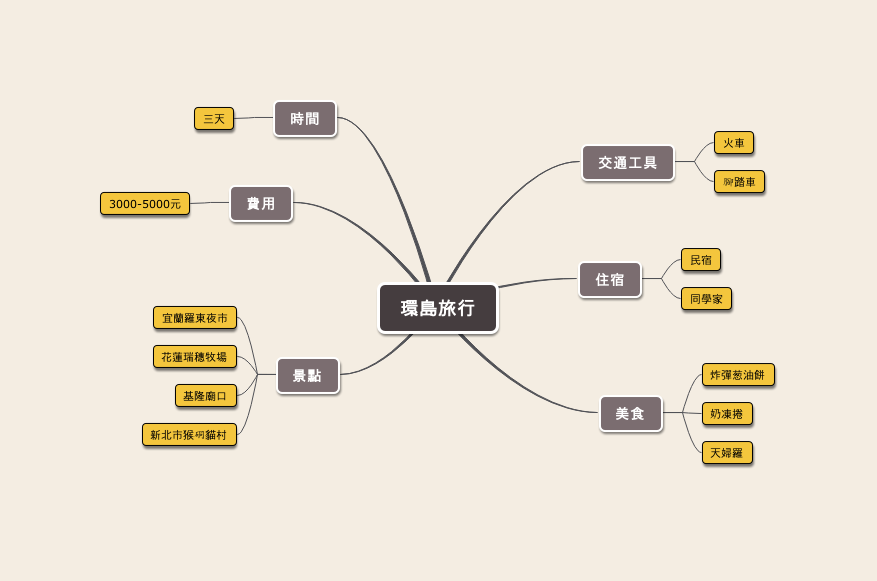 環島旅行
時間
三天
費用
3000-5000元
景點
宜蘭羅東夜市
花蓮瑞穗牧場
基隆廟口
新北市猴硐貓村
交通工具
火車
腳踏車
住宿
民宿
同學家
美食
炸彈葱油餅
奶凍捲
天婦羅